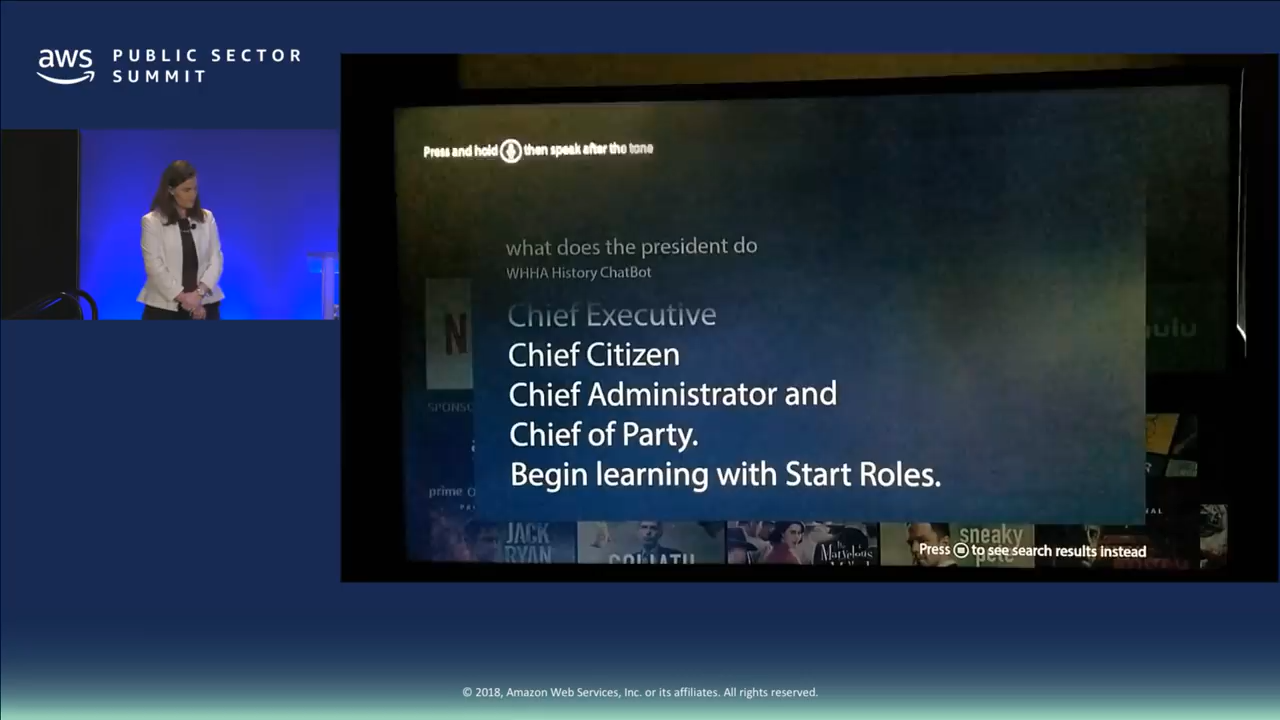 aws
PUBLIC SECTOR
SUMMIT
Press and hold then speak after the tone
what does the president do
WHHA History ChatBot
Chief Executive
Chief Citizen
Chief Administrator and
Chief of Party.
Begin learning with Start Roles.
N
SPONSO
prime O
JACK
RYAN
GOLIATH
Marvelous
sneaky
pete
Press to see search results instead
© 2018, Amazon Web Services, Inc. or its affiliates. All rights reserved.